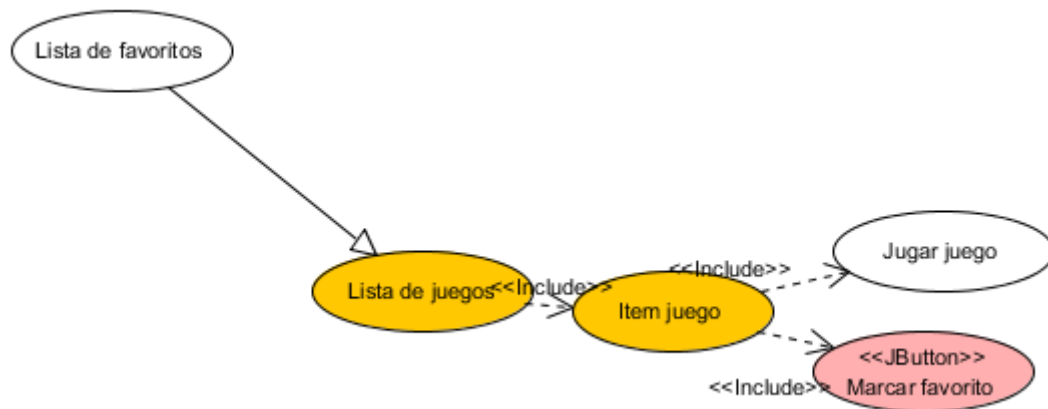 Lista de favoritos
Jugar juego
<<Include>>
Lista de juegos
<<Include>>
Item juego
<<JButton>>
<<Include>>
Marcar favorito